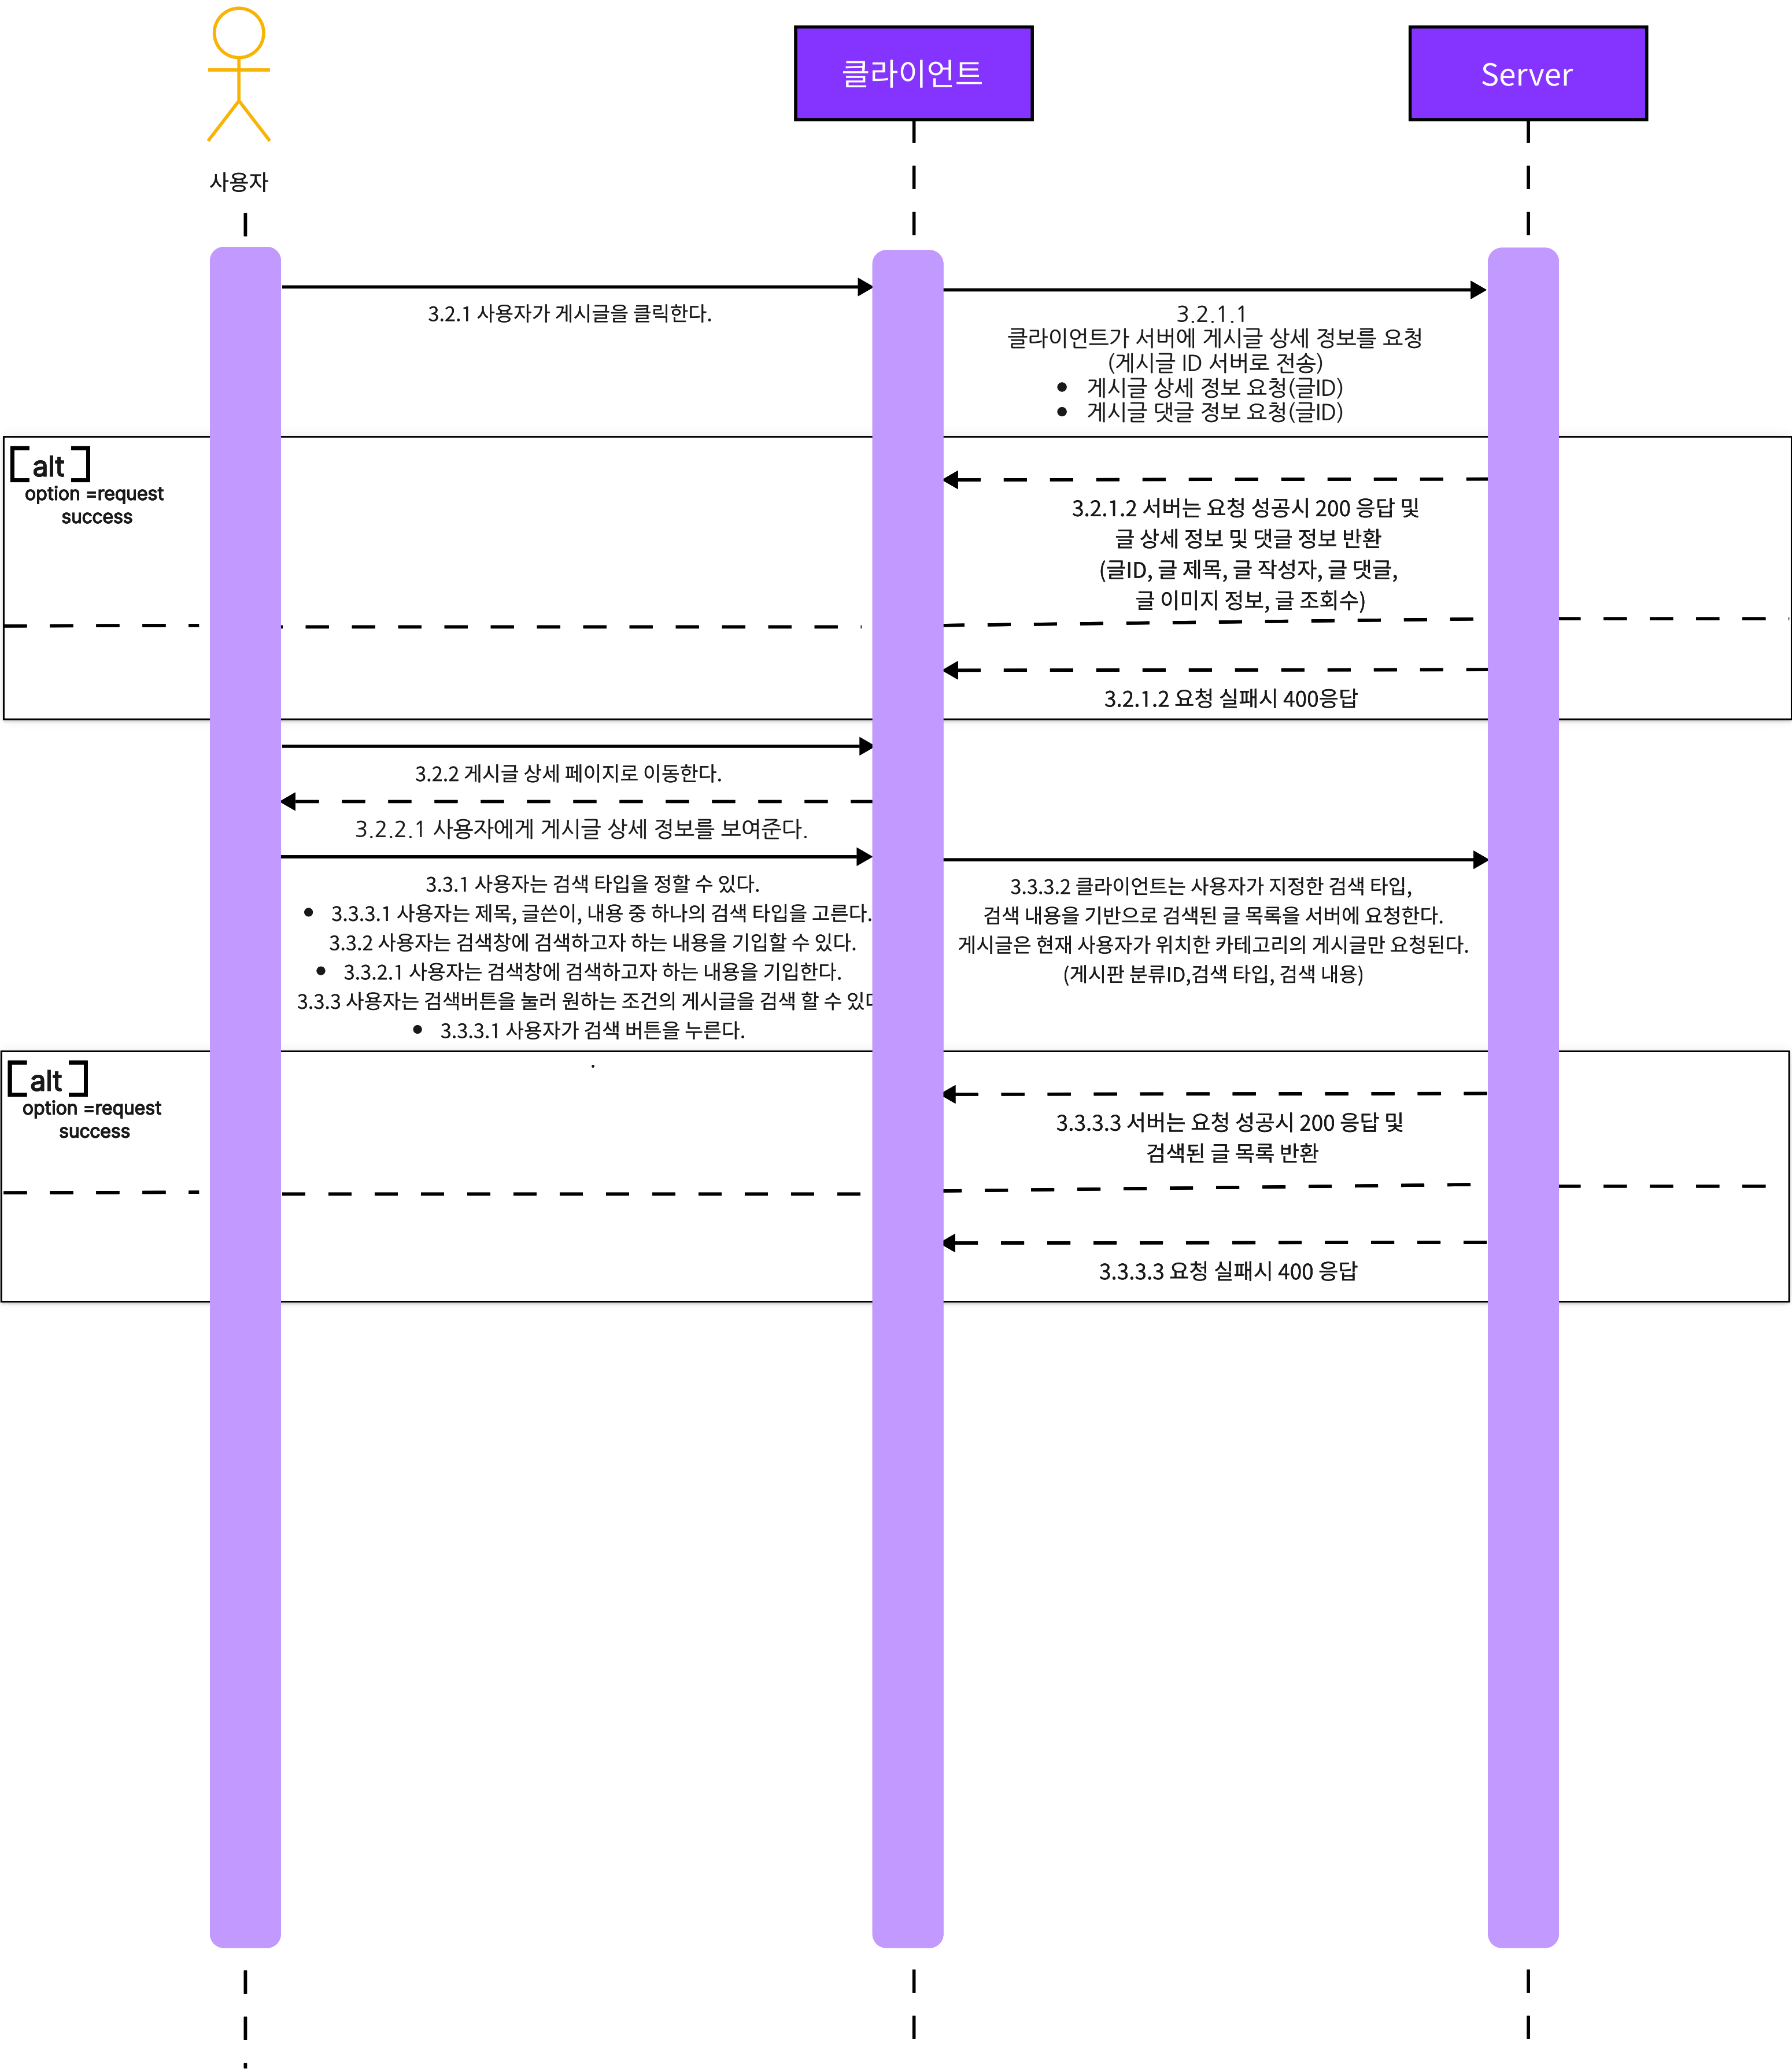 사용자
클라이언트
Server
3.2.1 사용자가 게시글을 클릭한다.
3.2.1.1
클라이언트가 서버에 게시글 상세 정보를 요청
(게시글 ID 서버로 전송)
● 게시글 상세 정보 요청(글ID)
● 게시글 댓글 정보 요청(글ID)
alt
option =request
success
3.2.1.2 서버는 요청 성공시 200 응답 및
글 상세 정보 및 댓글 정보 반환
(글ID, 글 제목, 글 작성자, 글 댓글,
글 이미지 정보, 글 조회수)
3.2.1.2 요청 실패시 400응답
3.2.2 게시글 상세 페이지로 이동한다.
3.2.2.1 사용자에게 게시글 상세 정보를 보여준다.
3.3.1 사용자는 검색 타입을 정할 수 있다.
● 3.3.3.1 사용자는 제목, 글쓴이, 내용 중 하나의 검색 타입을 고른다.
3.3.2 사용자는 검색창에 검색하고자 하는 내용을 기입할 수 있다.
● 3.3.2.1 사용자는 검색창에 검색하고자 하는 내용을 기입한다.
3.3.3 사용자는 검색버튼을 눌러 원하는 조건의 게시글을 검색 할 수 있다
● 3.3.3.1 사용자가 검색 버튼을 누른다.
.
3.3.3.2 클라이언트는 사용자가 지정한 검색 타입,
검색 내용을 기반으로 검색된 글 목록을 서버에 요청한다.
게시글은 현재 사용자가 위치한 카테고리의 게시글만 요청된다.
(게시판 분류ID,검색 타입, 검색 내용)
alt
option =request
success
3.3.3.3 서버는 요청 성공시 200 응답 및
검색된 글 목록 반환
3.3.3.3 요청 실패시 400 응답